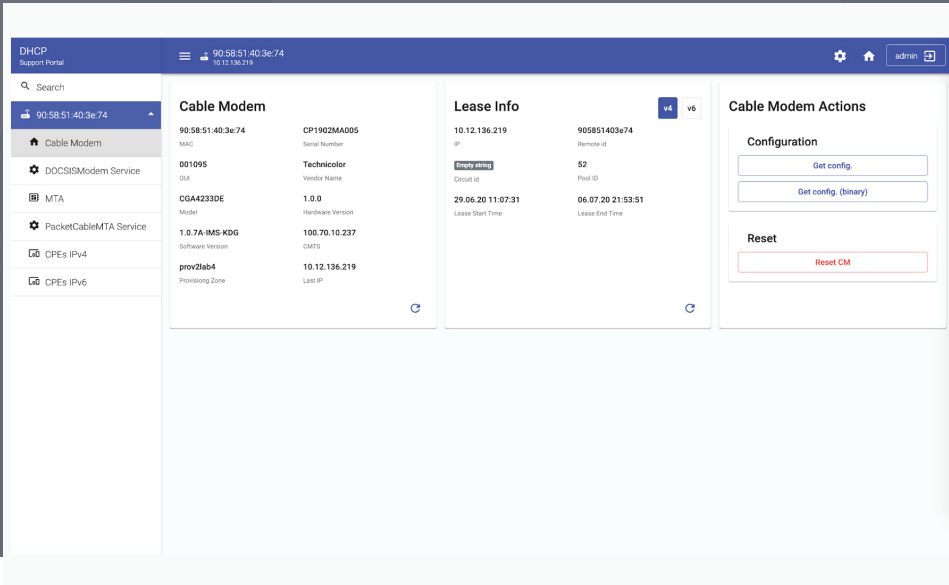 DHCP
Support Portal
90:58:51:40:3e:74
10.12.136.219
admin
Search
90:58:51:40:3e:74
Cable Modem
DOCSISModem Service
MTA
PacketCableMTA Service
CPEs IPv4
CPEs IPv6
Cable Modem
90:58:51:40:3e:74 CP1902MA005
MAC Serial Number
001095 Technicolor
OUI Vendor Name
CGA4233DE 1.0.0
Model Hardware Version
1.0.7A-IMS-KDG 100.70.10.237
Software Version CMTS
prov2lab4 10.12.136.219
Provisiong Zone Last IP
Lease Info v4 v6
10.12.136.219 905851403e74
IP Remote id
Empty string 52
Circuit id Pool ID
29.06.20 11:07:31 06.07.20 21:53:51
Lease Start Time Lease End Time
Cable Modem Actions
Configuration
Get config.
Get config. (binary)
Reset
Reset CM